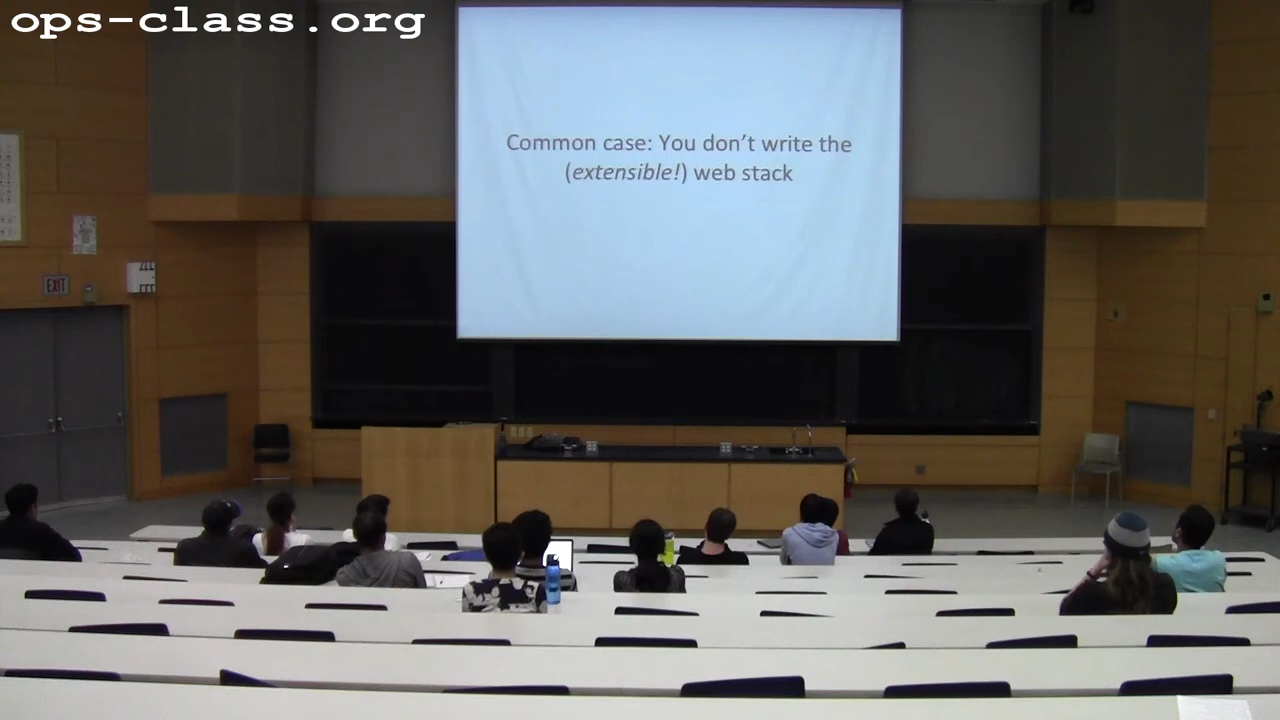 ops-class.org
Common case: You don’t write the
(extensible!) web stack
EXIT